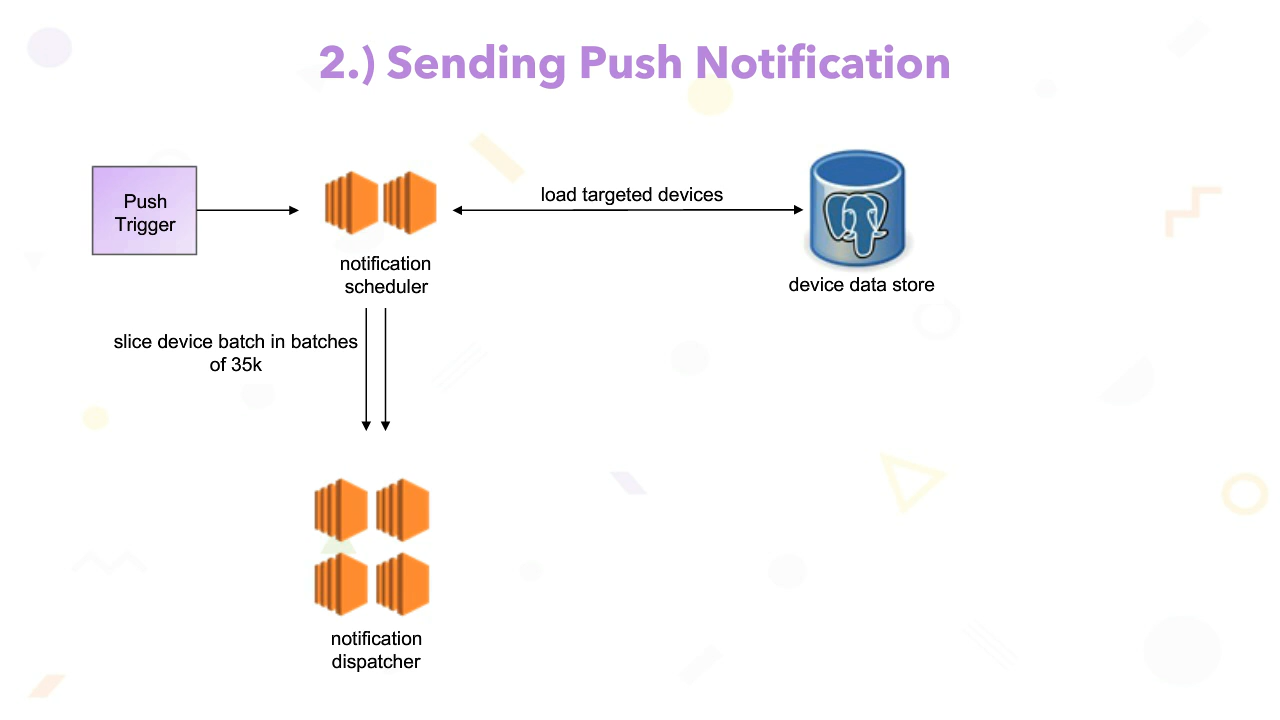 2.) Sending Push Notification
Push
Trigger
load targeted devices
notification
scheduler
device data store
slice device batch in batches
of 35k
notification
dispatcher